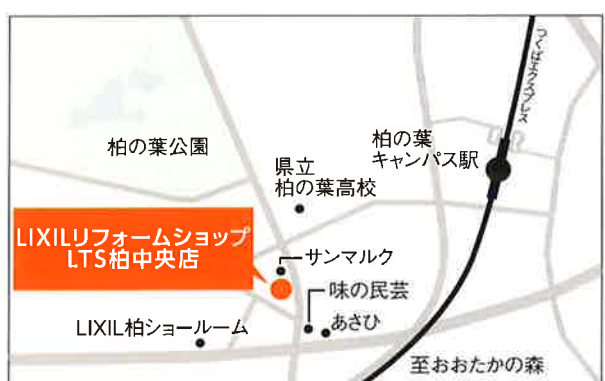 つくばエクスプレス
柏の葉公園
柏の葉
キャンパス駅
県立
柏の葉高校
LIXILリフォームショップ
LTS柏中央店
サンマルク
味の民芸
LIXIL柏ショールーム
あさひ
至おおたかの森